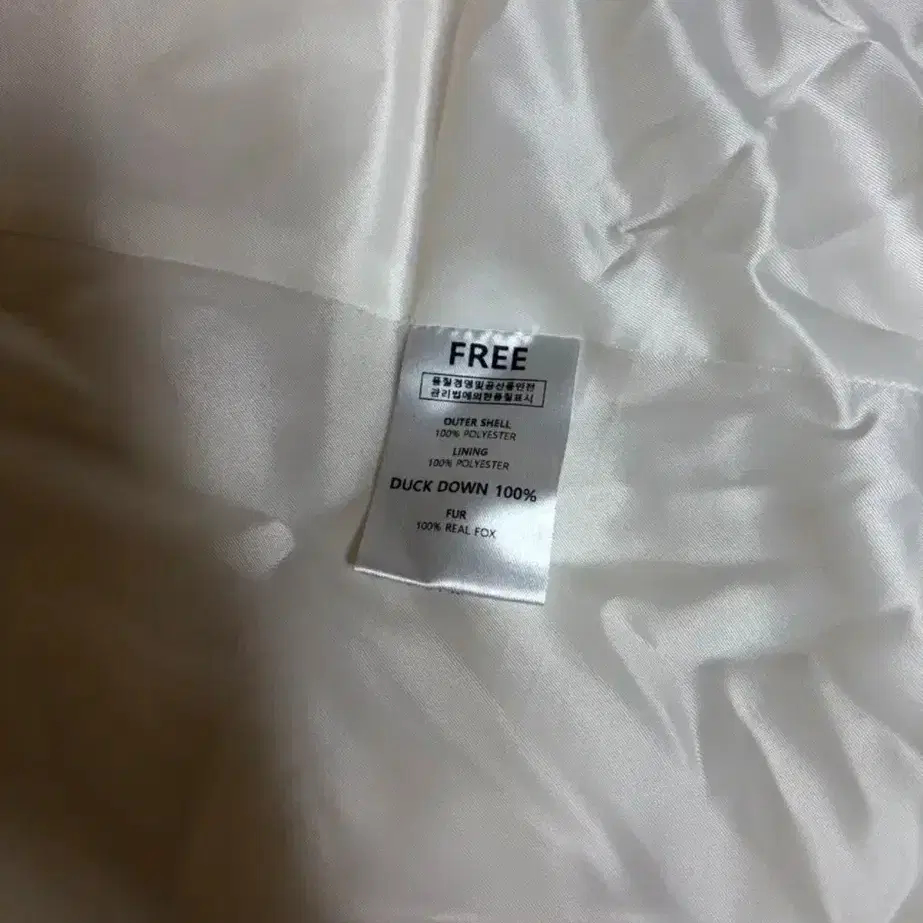 FREE
품질경영및공산품안전
관리법에의한품질표시
OUTER SHELL
100% POLYESTER
LINING
100% POLYESTER
DUCK DOWN 100%
FUR
100% REAL FOX